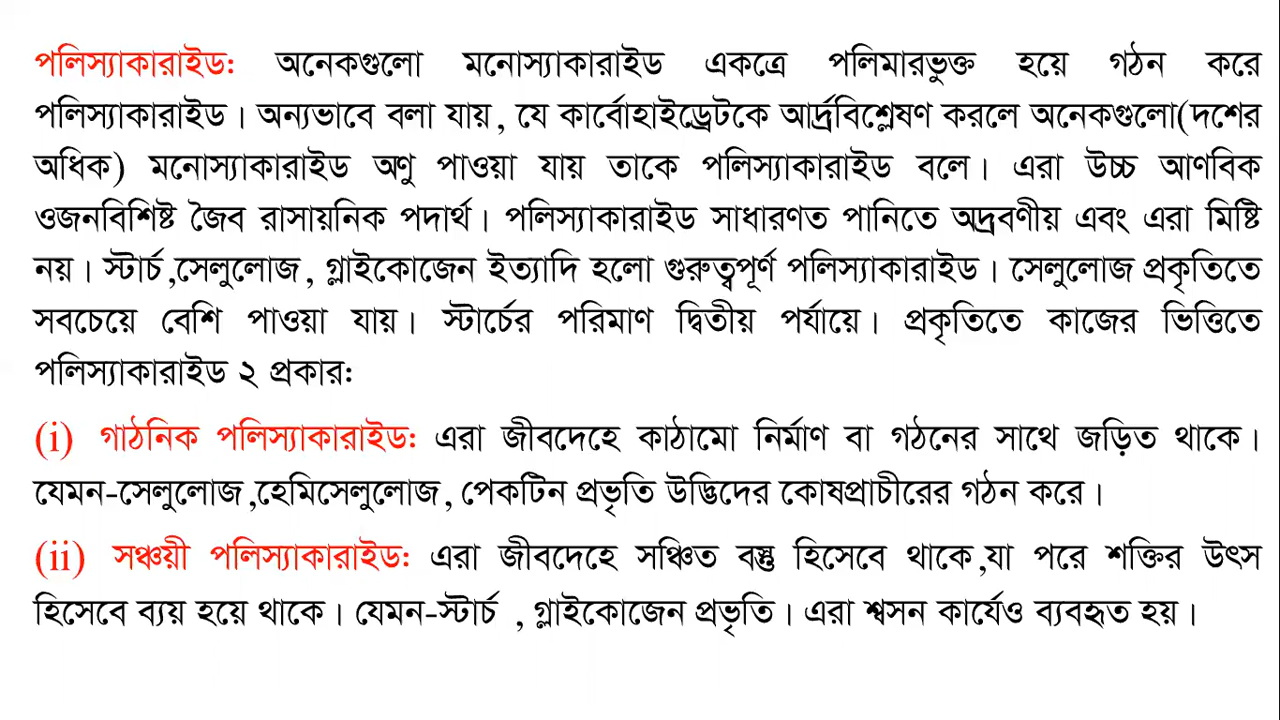 পলিস্যাকারাইড: অনেকগুলো মনোস্যাকারাইড একত্রে পলিমারভুক্ত হয়ে গঠন করে
পলিস্যাকারাইড। অন্যভাবে বলা যায়, যে কার্বোহাইড্রেটকে আর্দ্রবিশ্লেষণ করলে অনেকগুলো(দশের
অধিক) মনোস্যাকারাইড অণু পাওয়া যায় তাকে পলিস্যাকারাইড বলে। এরা উচ্চ আণবিক
ওজনবিশিষ্ট জৈব রাসায়নিক পদার্থ। পলিস্যাকারাইড সাধারণত পানিতে অদ্রবণীয় এবং এরা মিষ্টি
নয়। স্টার্চ,সেলুলোজ, গ্লাইকোজেন ইত্যাদি হলো গুরুত্বপূর্ণ পলিস্যাকারাইড। সেলুলোজ প্রকৃতিতে
সবচেয়ে বেশি পাওয়া যায়। স্টার্চের পরিমাণ দ্বিতীয় পর্যায়ে। প্রকৃতিতে কাজের ভিত্তিতে
পলিস্যাকারাইড ২ প্রকার:
(i) গাঠনিক পলিস্যাকারাইড: এরা জীবদেহে কাঠামো নির্মাণ বা গঠনের সাথে জড়িত থাকে।
যেমন-সেলুলোজ,হেমিসেলুলোজ, পেকটিন প্রভৃতি উদ্ভিদের কোষপ্রাচীরের গঠন করে।
(ii) সঞ্চয়ী পলিস্যাকারাইড: এরা জীবদেহে সঞ্চিত বস্তু হিসেবে থাকে,যা পরে শক্তির উৎস
হিসেবে ব্যয় হয়ে থাকে। যেমন-স্টার্চ , গ্লাইকোজেন প্রভৃতি। এরা শ্বসন কার্যেও ব্যবহৃত হয়।